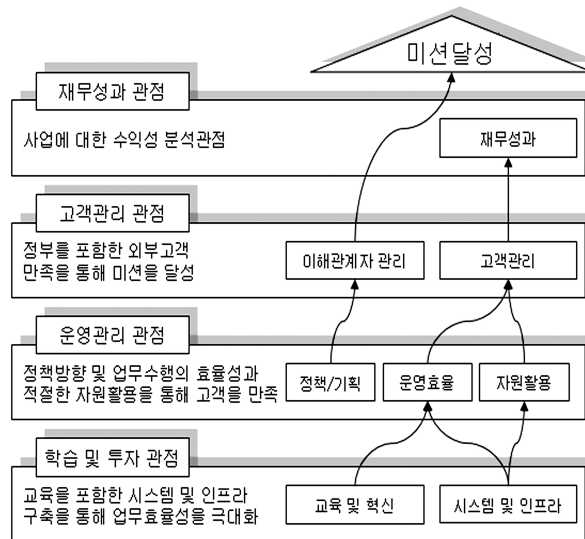 미션달성
재무성과 관점
사업에 대한 수익성 분석관점
재무성과
고객관리 관점
정부를 포함한 외부고객
만족을 통해 미션을 달성
이해관계자 관리
고객관리
운영관리 관점
정책방향 및 업무수행의 효율성과
적절한 자원활용을 통해 고객을 만족
정책/기획
운영효율
자원활용
학습 및 투자 관점
교육을 포함한 시스템 및 인프라
구축을 통해 업무효율성을 극대화
교육 및 혁신
시스템 및 인프라